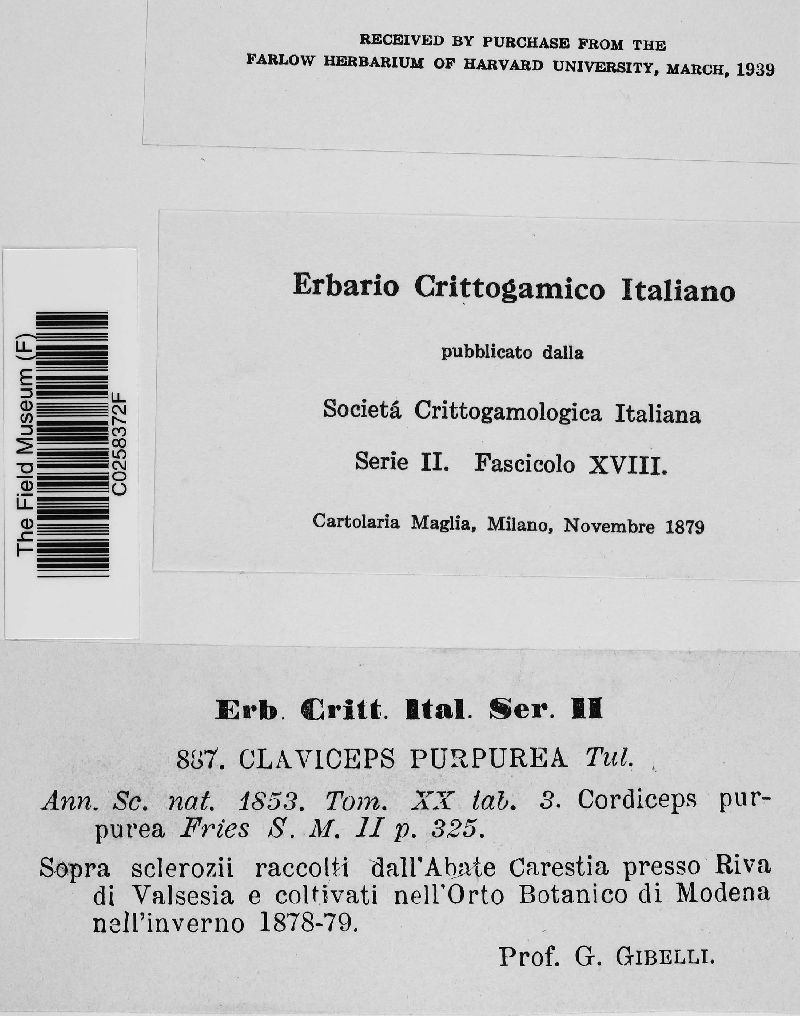 RECEIVED BY PURCHASE FROM THE
FARLOW HERBARIUM OF HARVARD UNIVERSITY, MARCH, 1939
Erbario Crittogamico Italiano
pubblicato dalla
Societá Crittogamologica Italiana
Serie II. Fascicolo XVIII.
Cartolaria Maglia, Milano, Novembre 1879
The Field Museum (F)
C0258372F
Erb. Critt. Ital. Ser. II
887. CLAVICEPS PURPUREA Tul.
Ann. Sc. nat. 1853. Tom. XX tab. 3. Cordiceps pur-
purea Fries S. M. II p. 325.
Sopra sclerozii raccolti dall'Abate Carestia presso Riva
di Valsesia e coltivati nell'Orto Botanico di Modena
nell'inverno 1878-79.
Prof. G. GIBELLI.